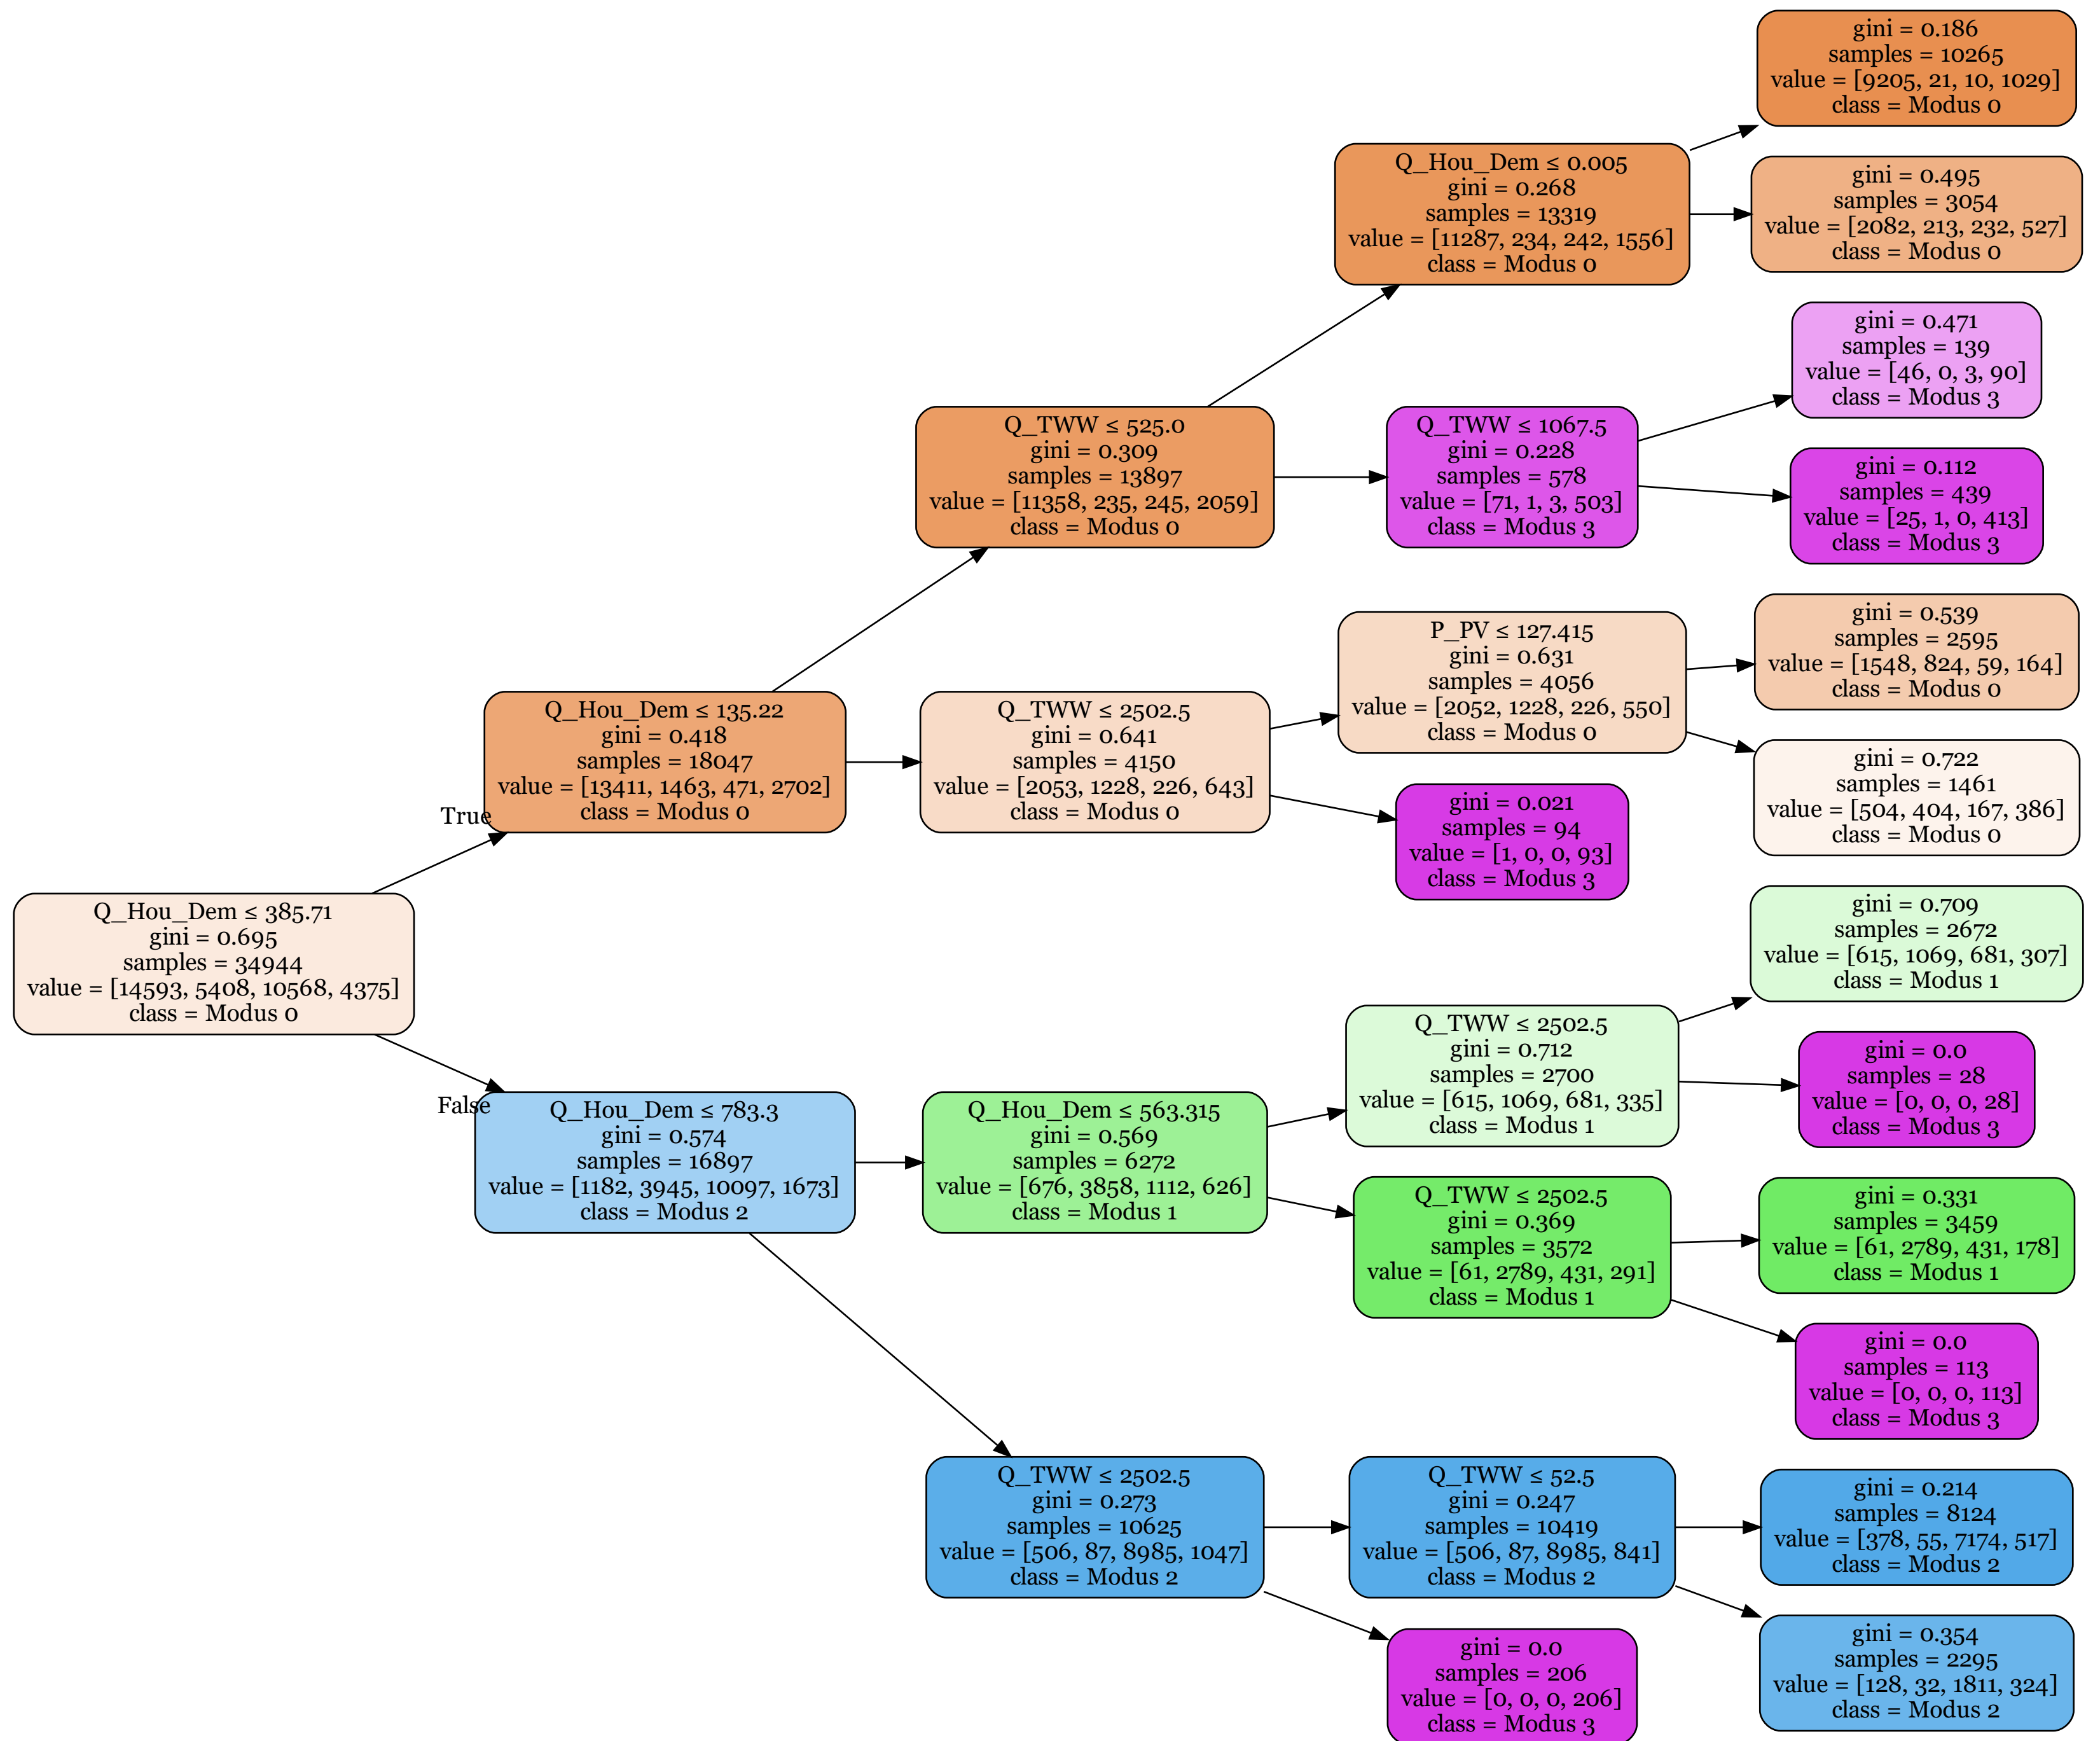 gini = 0.186
samples = 10265
value = [9205, 21, 10, 1029]
class = Modus 0
Q_Hou_Dem ≤ 0.005
gini = 0.268
samples = 13319
value = [11287, 234, 242, 1556]
class = Modus 0
gini = 0.495
samples = 3054
value = [2082, 213, 232, 527]
class = Modus 0
gini = 0.471
samples = 139
value = [46, 0, 3, 90]
class = Modus 3
Q_TWW ≤ 525.0
gini = 0.309
samples = 13897
value = [11358, 235, 245, 2059]
class = Modus 0
Q_TWW ≤ 1067.5
gini = 0.228
samples = 578
value = [71, 1, 3, 503]
class = Modus 3
gini = 0.112
samples = 439
value = [25, 1, 0, 413]
class = Modus 3
P_PV ≤ 127.415
gini = 0.631
samples = 4056
value = [2052, 1228, 226, 550]
class = Modus 0
gini = 0.539
samples = 2595
value = [1548, 824, 59, 164]
class = Modus 0
Q_Hou_Dem ≤ 135.22
gini = 0.418
samples = 18047
value = [13411, 1463, 471, 2702]
class = Modus 0
True
Q_TWW ≤ 2502.5
gini = 0.641
samples = 4150
value = [2053, 1228, 226, 643]
class = Modus 0
gini = 0.722
samples = 1461
value = [504, 404, 167, 386]
class = Modus 0
gini = 0.021
samples = 94
value = [1, 0, 0, 93]
class = Modus 3
Q_Hou_Dem ≤ 385.71
gini = 0.695
samples = 34944
value = [14593, 5408, 10568, 4375]
class = Modus 0
gini = 0.709
samples = 2672
value = [615, 1069, 681, 307]
class = Modus 1
Q_TWW ≤ 2502.5
gini = 0.712
samples = 2700
value = [615, 1069, 681, 335]
class = Modus 1
gini = 0.0
samples = 28
value = [0, 0, 0, 28]
class = Modus 3
False
Q_Hou_Dem ≤ 783.3
gini = 0.574
samples = 16897
value = [1182, 3945, 10097, 1673]
class = Modus 2
Q_Hou_Dem ≤ 563.315
gini = 0.569
samples = 6272
value = [676, 3858, 1112, 626]
class = Modus 1
Q_TWW ≤ 2502.5
gini = 0.369
samples = 3572
value = [61, 2789, 431, 291]
class = Modus 1
gini = 0.331
samples = 3459
value = [61, 2789, 431, 178]
class = Modus 1
gini = 0.0
samples = 113
value = [0, 0, 0, 113]
class = Modus 3
Q_TWW ≤ 2502.5
gini = 0.273
samples = 10625
value = [506, 87, 8985, 1047]
class = Modus 2
Q_TWW ≤ 52.5
gini = 0.247
samples = 10419
value = [506, 87, 8985, 841]
class = Modus 2
gini = 0.214
samples = 8124
value = [378, 55, 7174, 517]
class = Modus 2
gini = 0.0
samples = 206
value = [0, 0, 0, 206]
class = Modus 3
gini = 0.354
samples = 2295
value = [128, 32, 1811, 324]
class = Modus 2